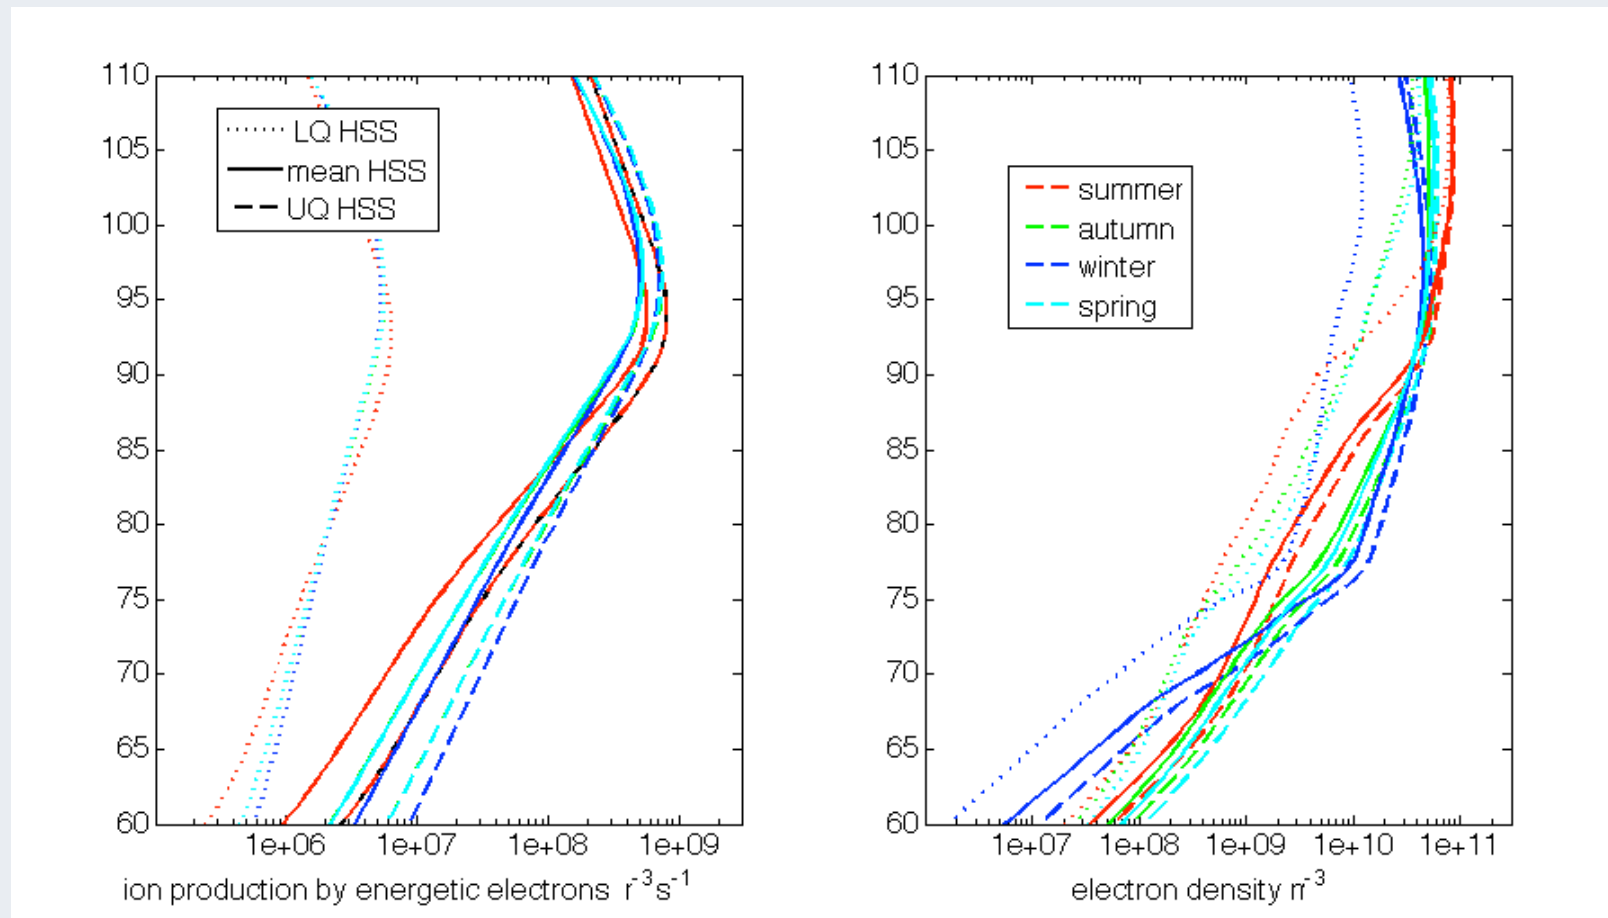 110
105
100
95
90
85
80
75
70
65
60
LQ HSS
mean HSS
UQ HSS
1e+06 1e+07 1e+08 1e+09
ion production by energetic electrons r⁻³s⁻¹
110
105
100
95
90
85
80
75
70
65
60
summer
autumn
winter
spring
1e+07 1e+08 1e+09 1e+10 1e+11
electron density n⁻³